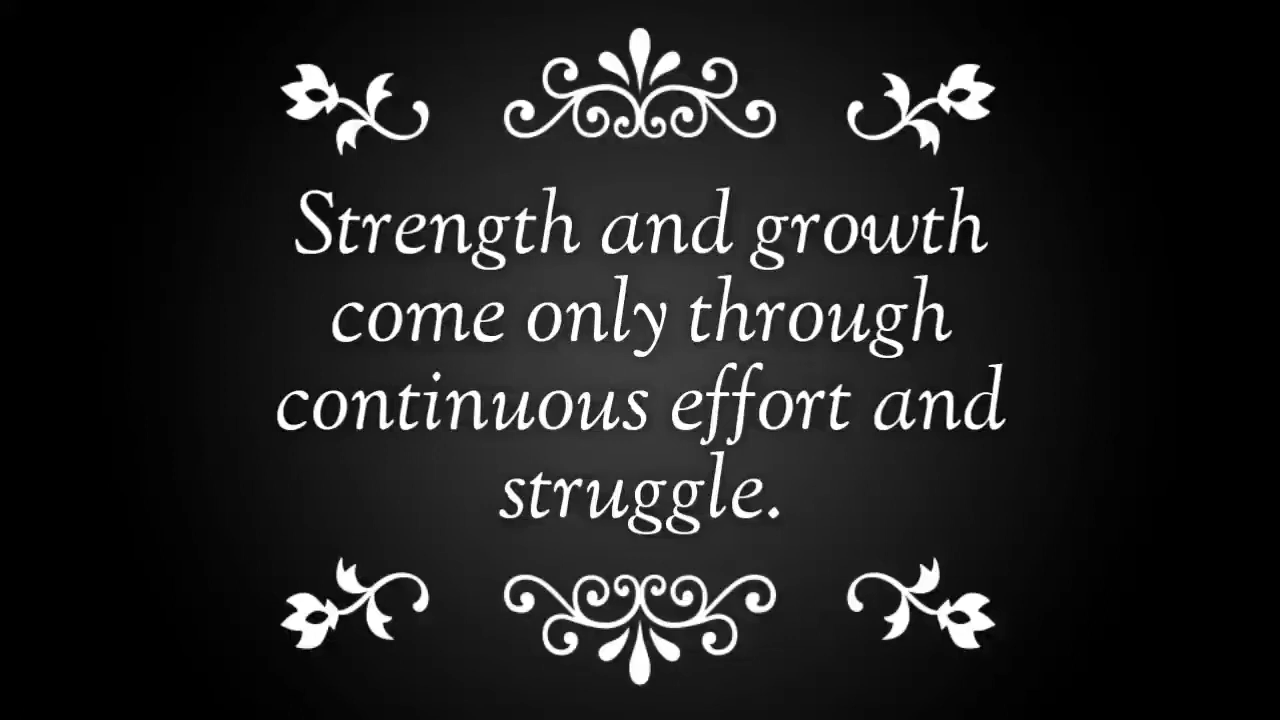 Strength and growth
come only through
continuous effort and
struggle.